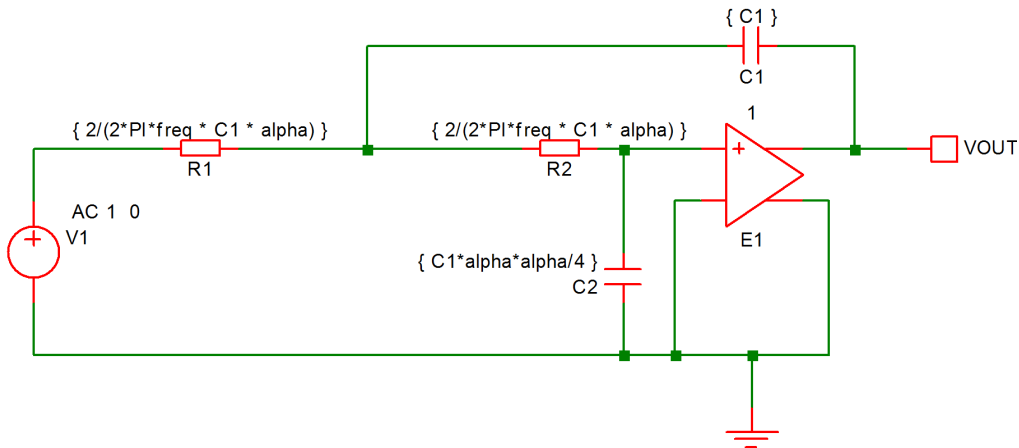 { C1 }
C1
1
{ 2/(2*PI*freq * C1 * alpha) }
{ 2/(2*PI*freq * C1 * alpha) }
VOUT
R1
R2
AC 1 0
V1
E1
{ C1*alpha*alpha/4 }
C2